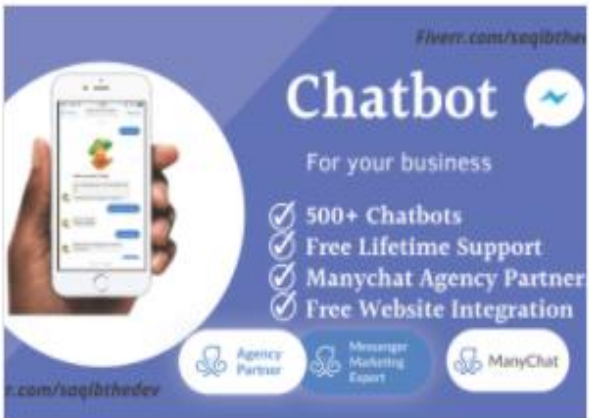 Fiverr.com/saqibthe
Chatbot
For your business
500+ Chatbots
Free Lifetime Support
Manychat Agency Partner
Free Website Integration
Agency
Partner
Messenger
Marketing
Expert
ManyChat
r.com/saqibthedev